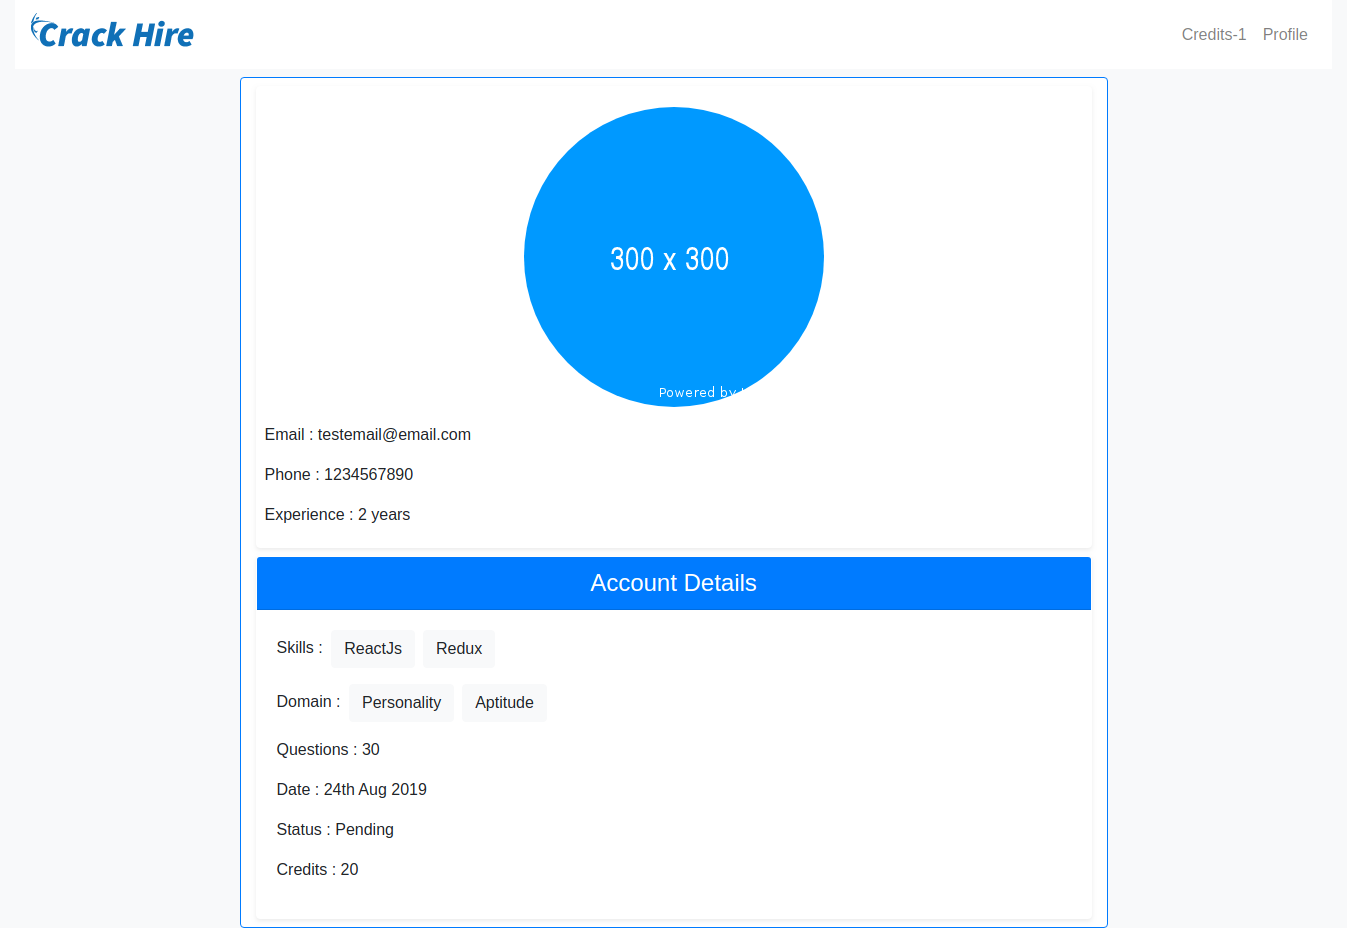 Crack Hire
Credits-1 Profile
300 x 300
Powered by
Email : testemail@email.com
Phone : 1234567890
Experience : 2 years
Account Details
Skills : ReactJs Redux
Domain : Personality Aptitude
Questions : 30
Date : 24th Aug 2019
Status : Pending
Credits : 20